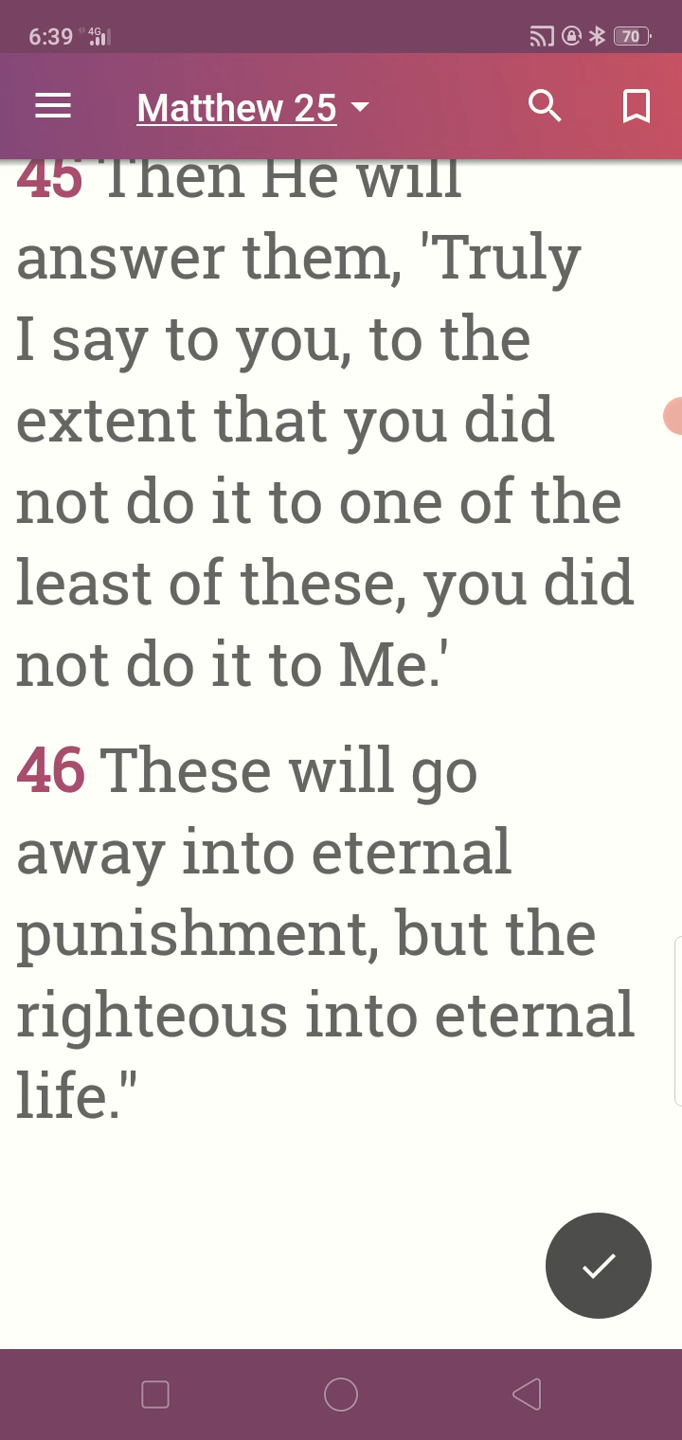 6:39 4G 70
Matthew 25
45 Then He will
answer them, 'Truly
I say to you, to the
extent that you did
not do it to one of the
least of these, you did
not do it to Me.'
46 These will go
away into eternal
punishment, but the
righteous into eternal
life."